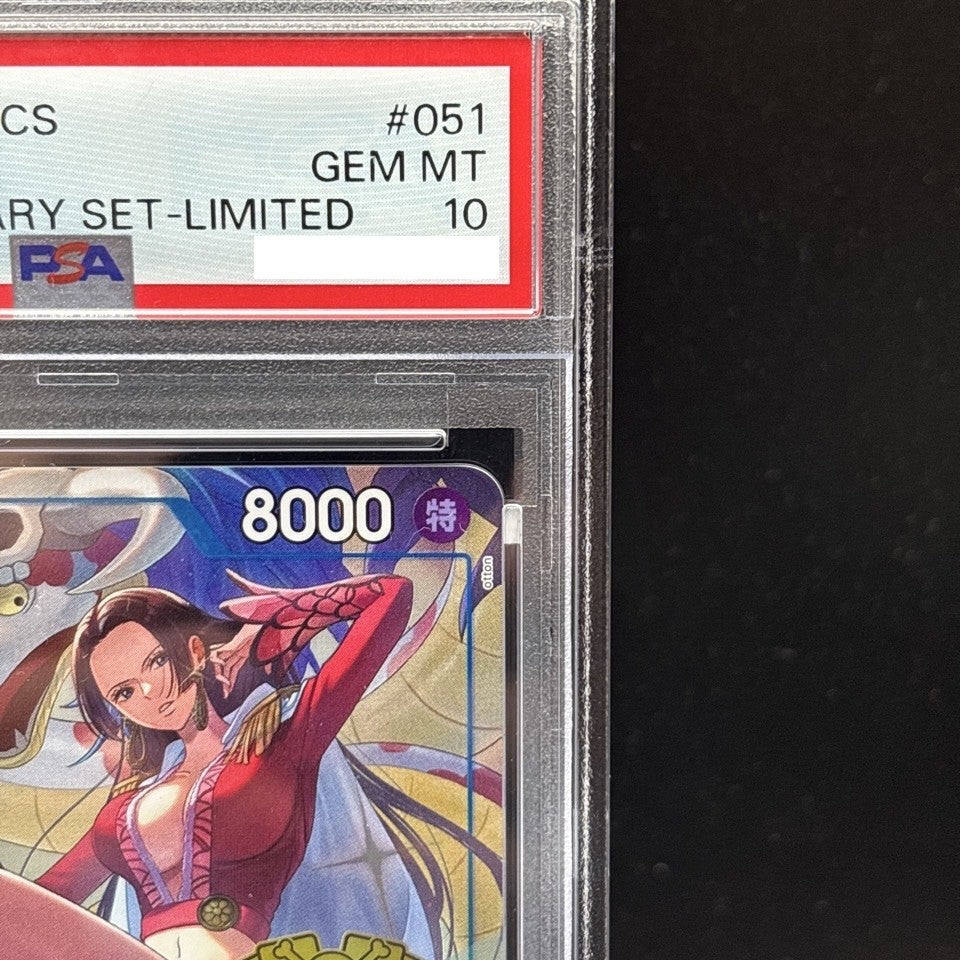 CS #051
GEM MT
ARY SET-LIMITED 10
PSA
8000 特
otton